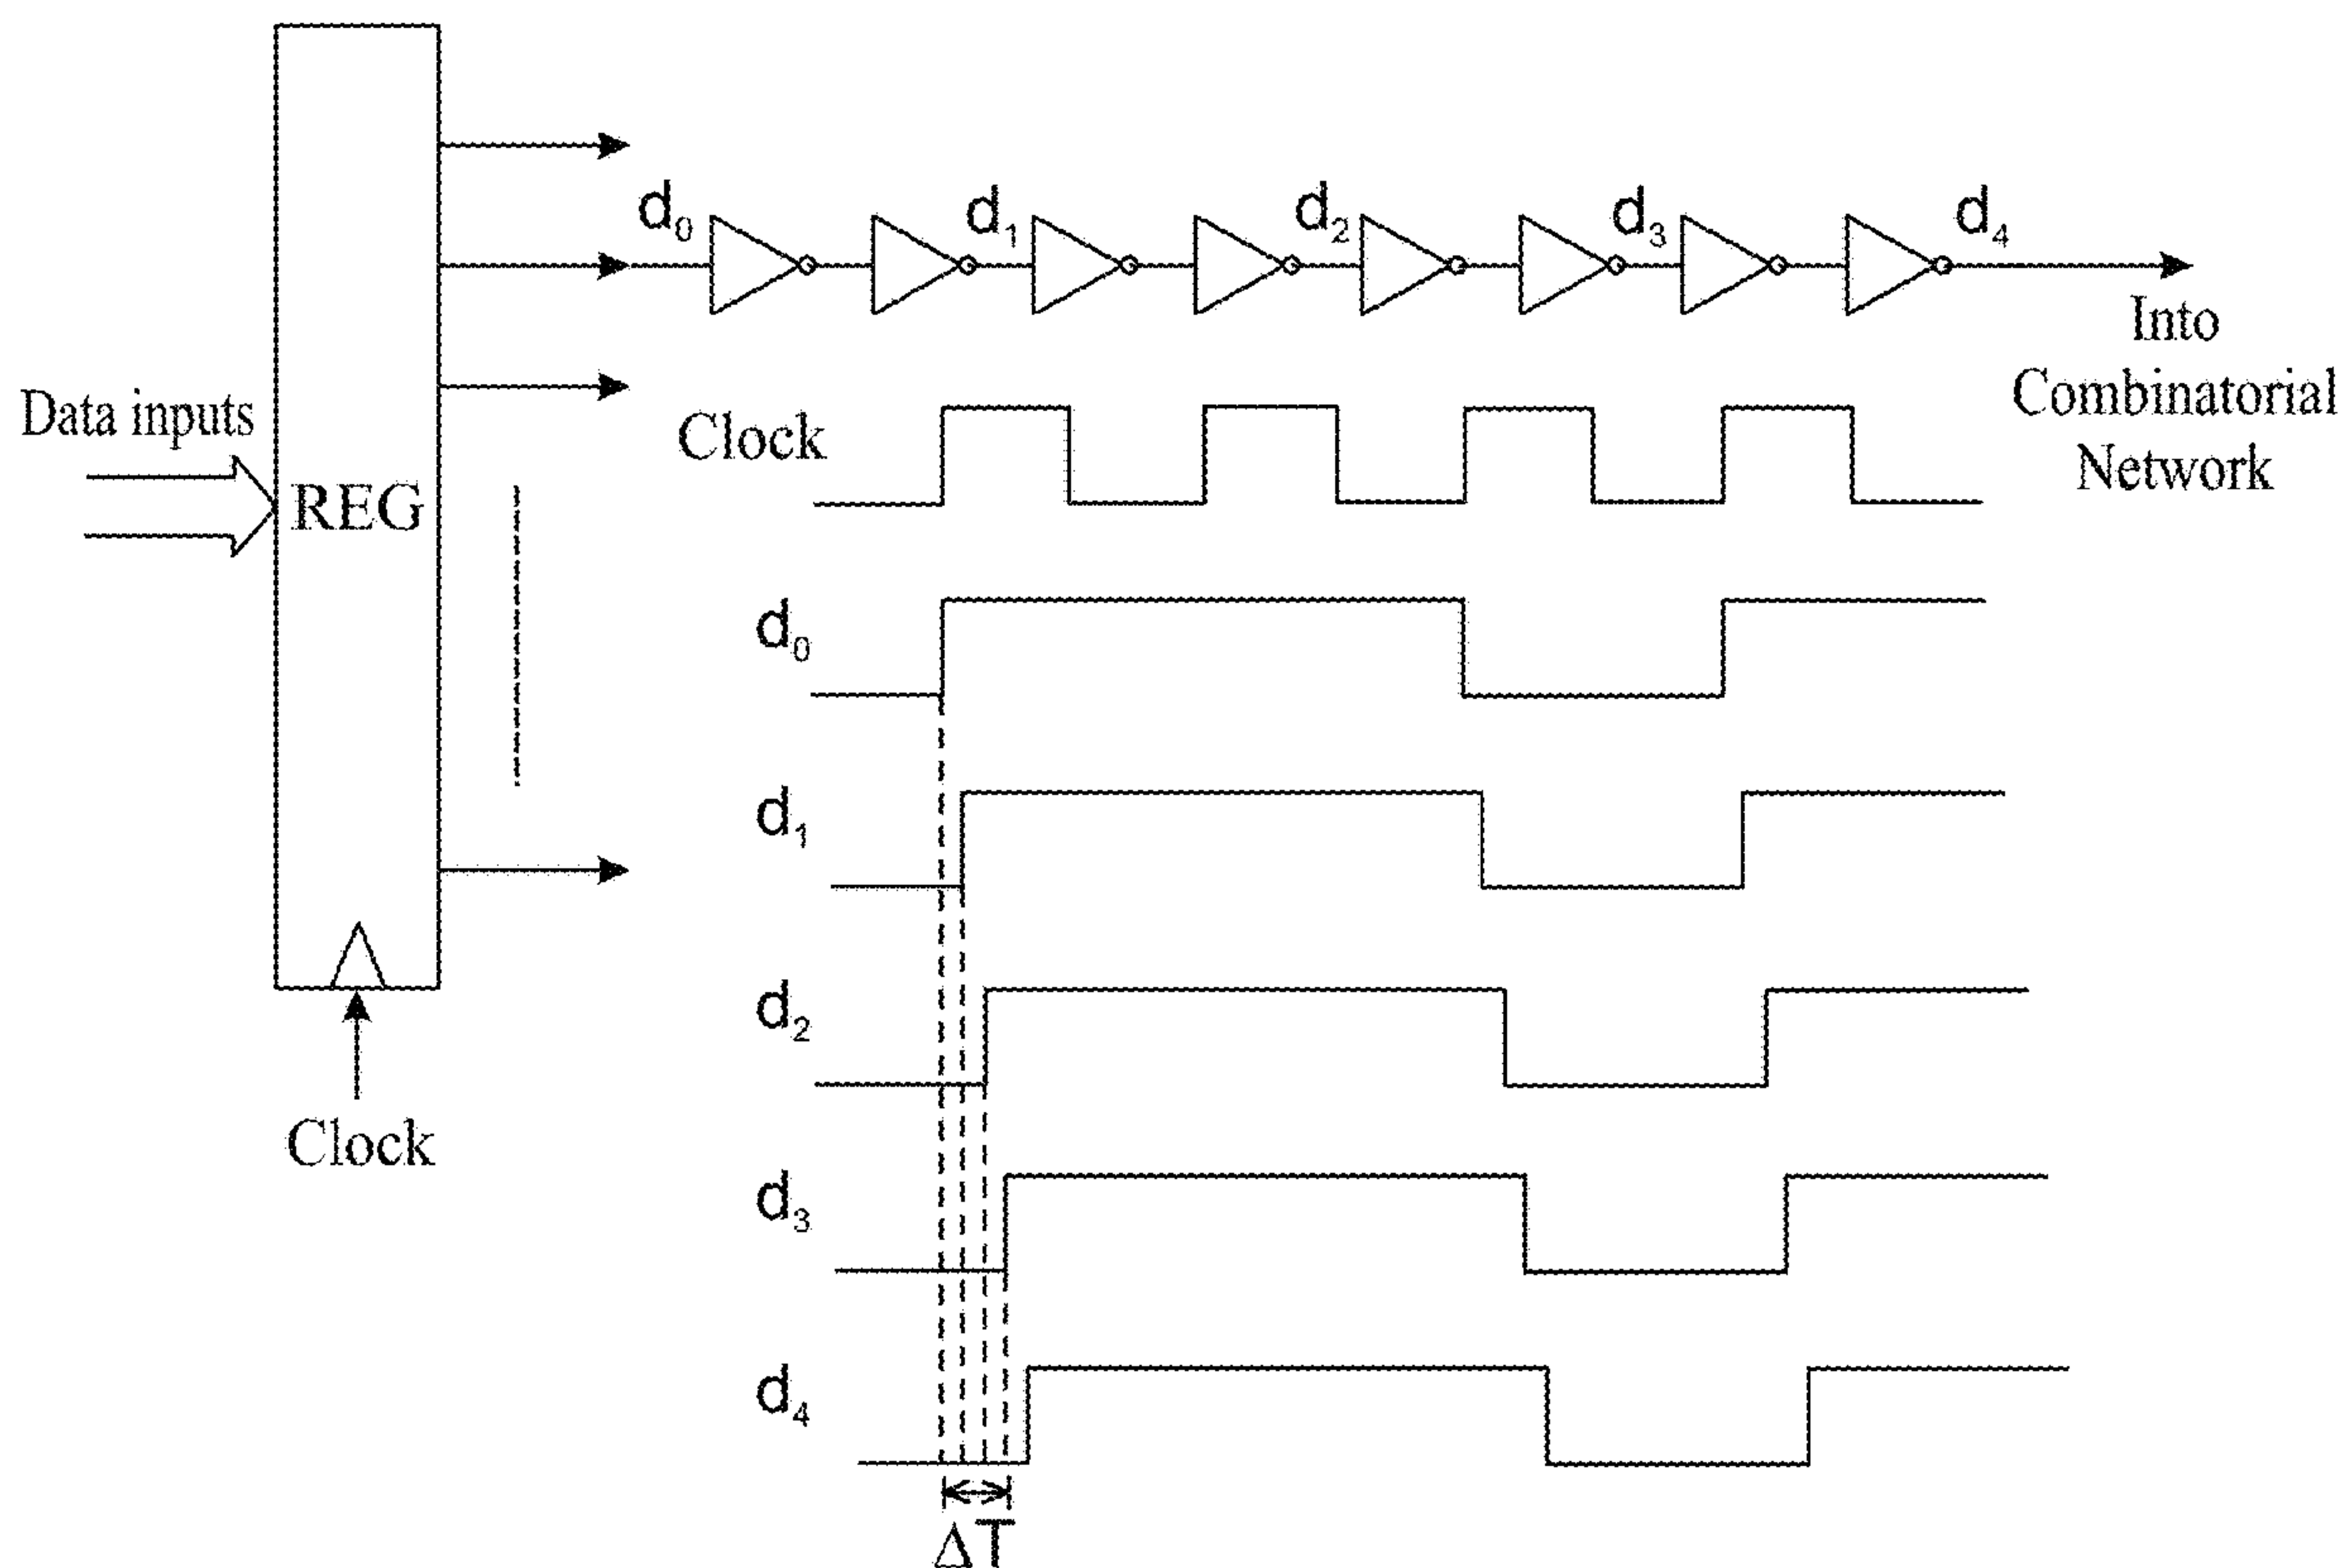 d₀
d₁
d₂
d₃
d₄
Into
Combinatorial
Network
Data inputs
REG
Clock
Clock
d₀
d₁
d₂
d₃
d₄
ΔT